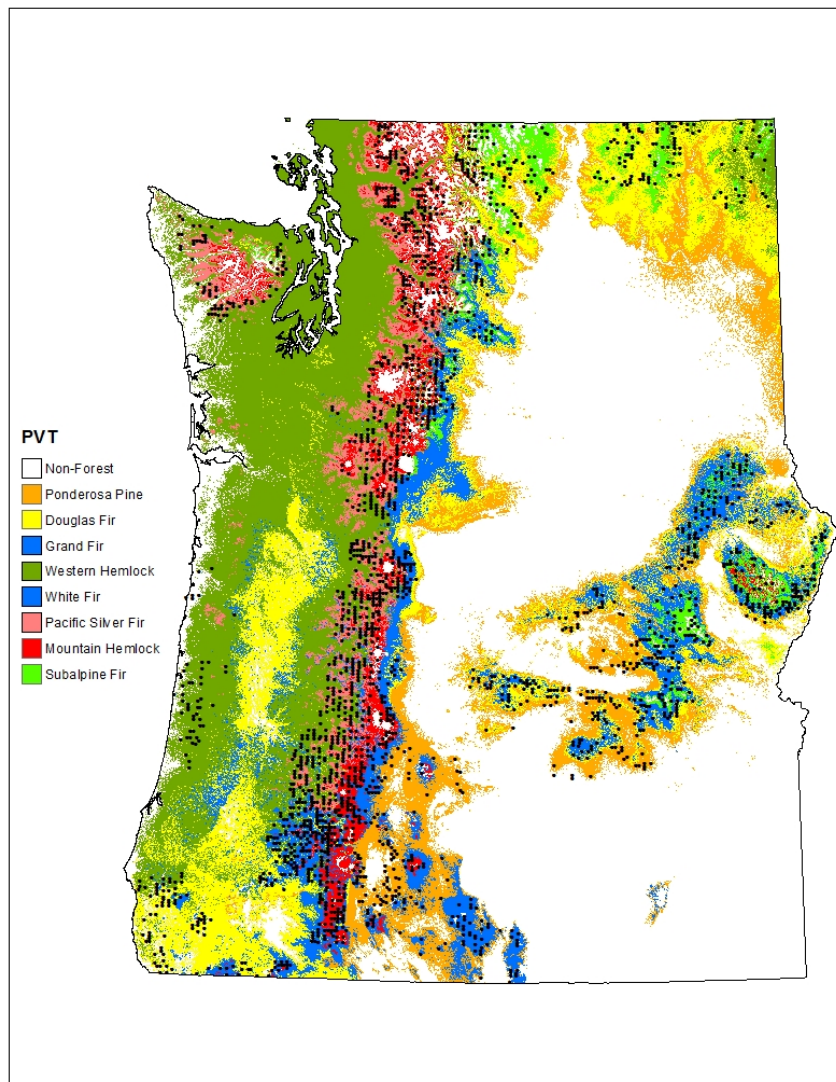 PVT
Non-Forest
Ponderosa Pine
Douglas Fir
Grand Fir
Western Hemlock
White Fir
Pacific Silver Fir
Mountain Hemlock
Subalpine Fir